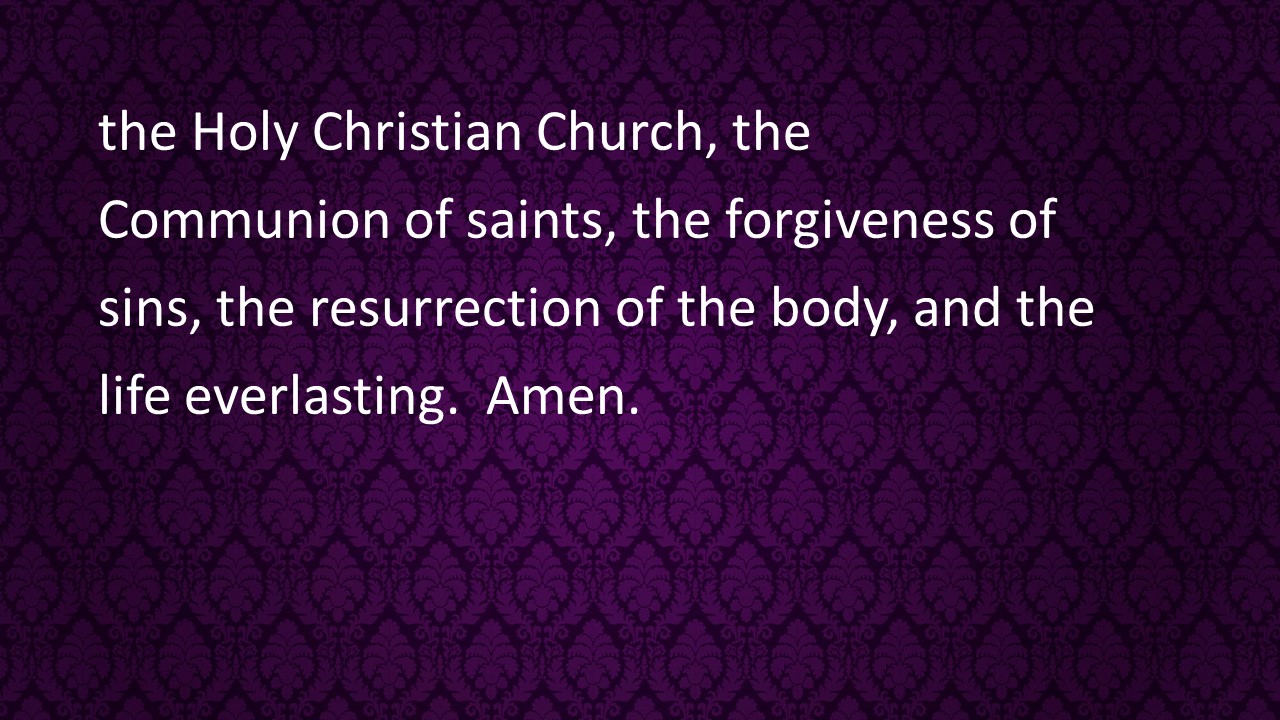 the Holy Christian Church, the
Communion of saints, the forgiveness of
sins, the resurrection of the body, and the
life everlasting.  Amen.